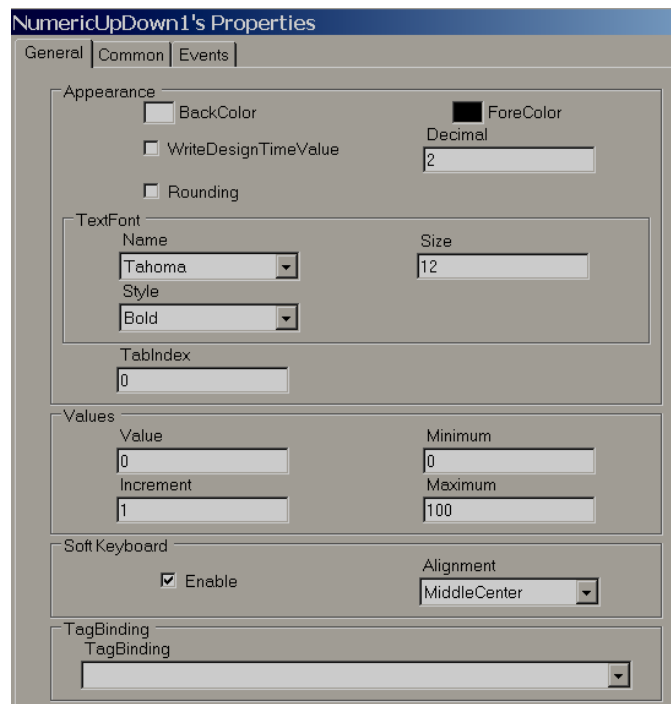 NumericUpDown1's Properties
General Common Events
Appearance
BackColor ForeColor
WriteDesignTimeValue
Decimal
2
Rounding
TextFont
Name Size
Tahoma 12
Style
Bold
TabIndex
0
Values
Value Minimum
0 0
Increment Maximum
1 100
Soft Keyboard
Enable
Alignment
MiddleCenter
TagBinding
TagBinding